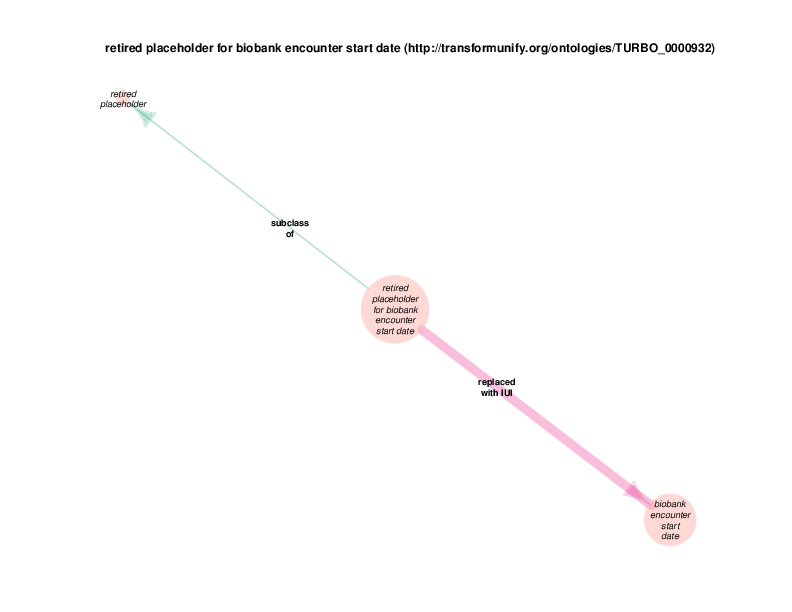 retired placeholder for biobank encounter start date (http://transformunify.org/ontologies/TURBO_0000932)
retired
placeholder
subclass
of
retired
placeholder
for biobank
encounter
start date
replaced
with IUI
biobank
encounter
start
date